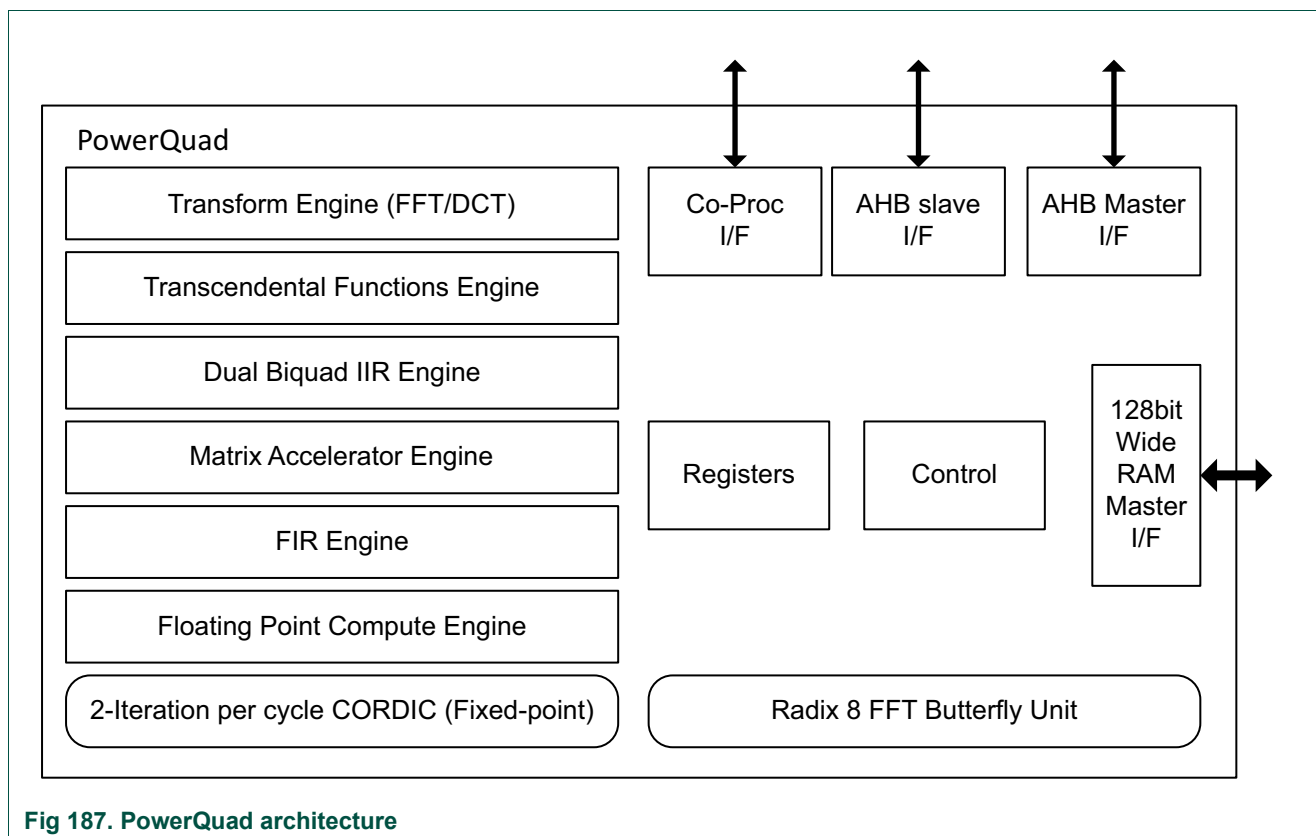 PowerQuad
Transform Engine (FFT/DCT)
Transcendental Functions Engine
Dual Biquad IIR Engine
Matrix Accelerator Engine
FIR Engine
Floating Point Compute Engine
2-Iteration per cycle CORDIC (Fixed-point)
Co-Proc
I/F
AHB slave
I/F
AHB Master
I/F
Registers
Control
128bit
Wide
RAM
Master
I/F
Radix 8 FFT Butterfly Unit
Fig 187. PowerQuad architecture